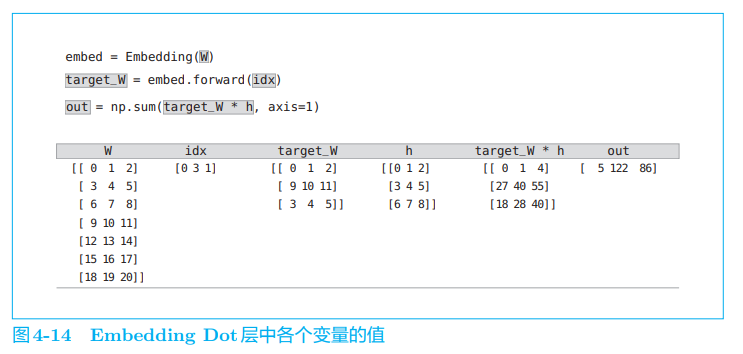 embed = Embedding(W)
target_W = embed.forward(idx)
out = np.sum(target_W * h, axis=1)
W idx target_W h target_W * h out
[[ 0 1 2] [0 3 1] [[ 0 1 2] [[0 1 2] [[ 0 1 4] [ 5 122 86]
[ 3 4 5] [ 9 10 11] [3 4 5] [27 40 55]
[ 6 7 8] [ 3 4 5]] [6 7 8]] [18 28 40]]
[ 9 10 11]
[12 13 14]
[15 16 17]
[18 19 20]]
图4-14 Embedding Dot层中各个变量的值